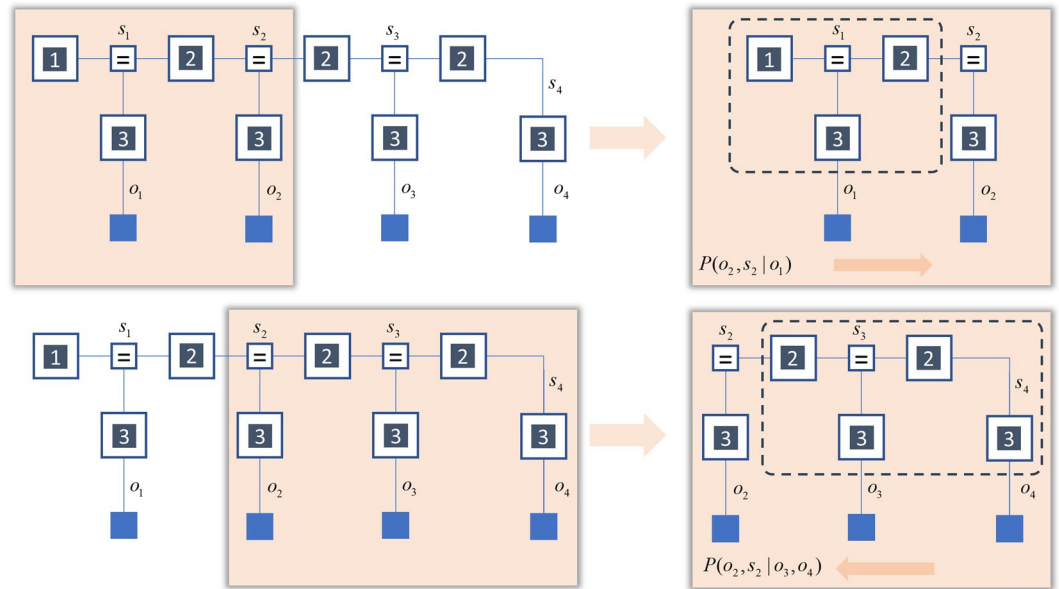 s₁ s₂ s₃
1 = 2 = 2 = 2
s₄
3 3 3 3
o₁ o₂ o₃ o₄
s₁ s₂
1 = 2 =
3 3
o₁ o₂
P(o₂, s₂ | o₁)
s₁ s₂ s₃
1 = 2 = 2 = 2
s₄
3 3 3 3
o₁ o₂ o₃ o₄
s₂ s₃
= 2 = 2
s₄
3 3 3
o₂ o₃ o₄
P(o₂, s₂ | o₃, o₄)